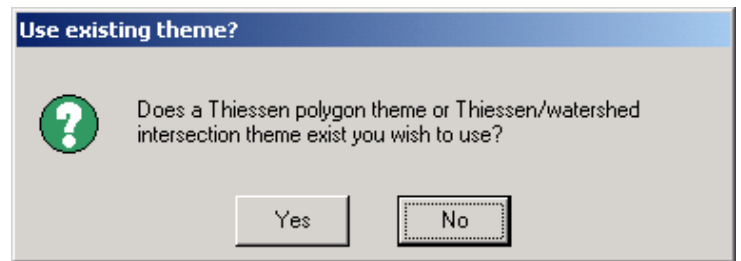 Use existing theme?
Does a Thiessen polygon theme or Thiessen/watershed
intersection theme exist you wish to use?
Yes No